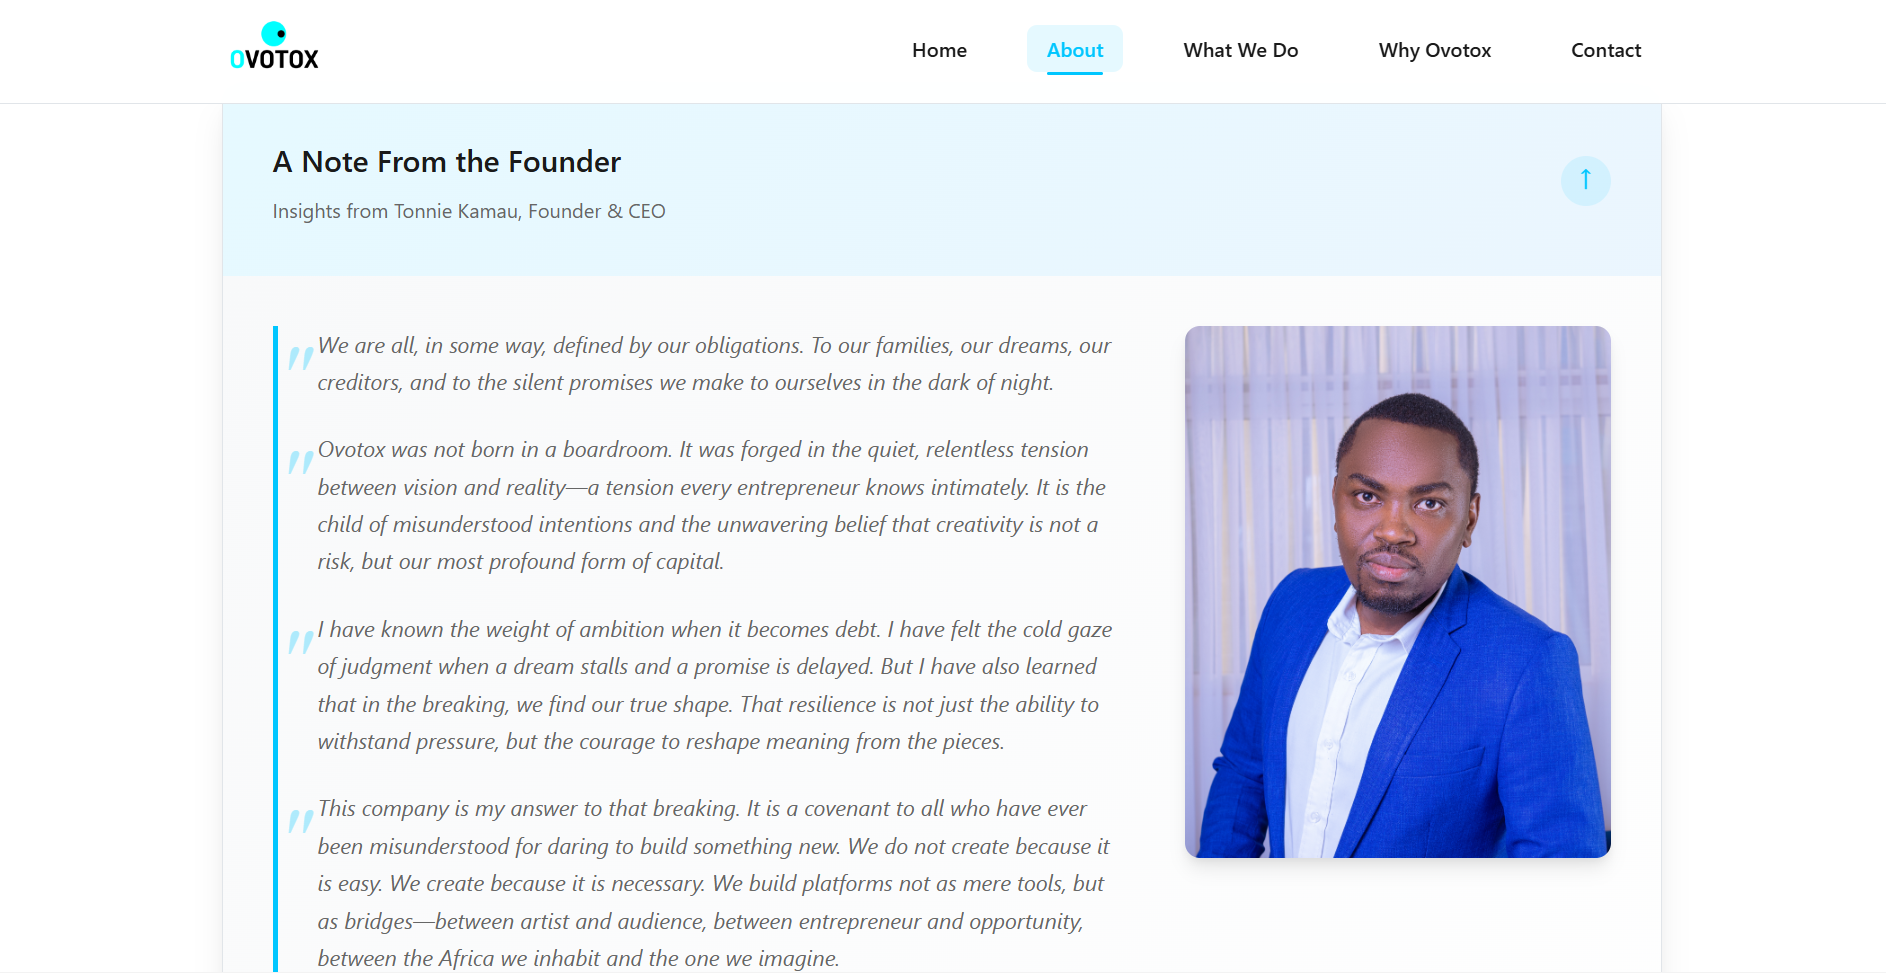 OVOTOX
Home
About
What We Do
Why Ovotox
Contact
A Note From the Founder
Insights from Tonnie Kamau, Founder & CEO
↑
"We are all, in some way, defined by our obligations. To our families, our dreams, our
creditors, and to the silent promises we make to ourselves in the dark of night.
"Ovotox was not born in a boardroom. It was forged in the quiet, relentless tension
between vision and reality—a tension every entrepreneur knows intimately. It is the
child of misunderstood intentions and the unwavering belief that creativity is not a
risk, but our most profound form of capital.
"I have known the weight of ambition when it becomes debt. I have felt the cold gaze
of judgment when a dream stalls and a promise is delayed. But I have also learned
that in the breaking, we find our true shape. That resilience is not just the ability to
withstand pressure, but the courage to reshape meaning from the pieces.
"This company is my answer to that breaking. It is a covenant to all who have ever
been misunderstood for daring to build something new. We do not create because it
is easy. We create because it is necessary. We build platforms not as mere tools, but
as bridges—between artist and audience, between entrepreneur and opportunity,
between the Africa we inhabit and the one we imagine.